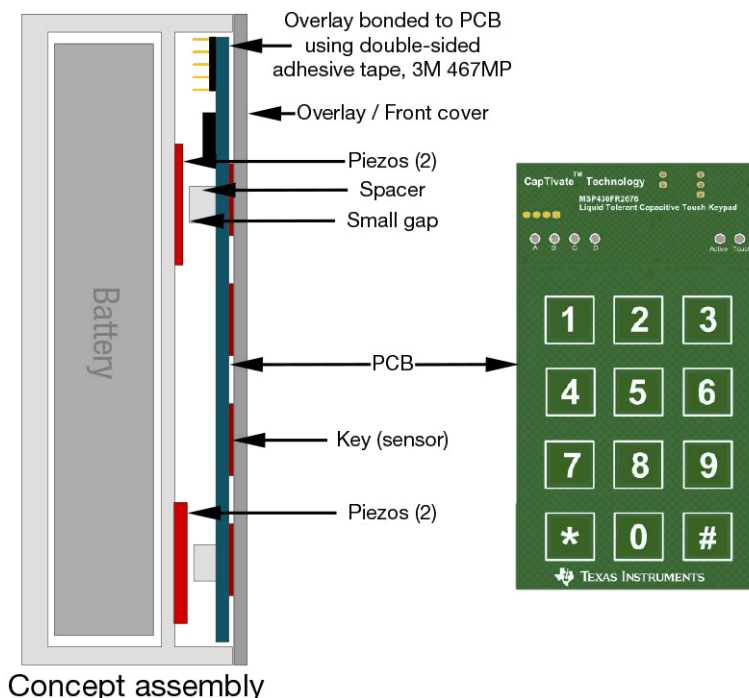 Overlay bonded to PCB
using double-sided
adhesive tape, 3M 467MP
Overlay / Front cover
Piezos (2)
Spacer
Small gap
Battery
PCB
Key (sensor)
Piezos (2)
Concept assembly
CapTIvate™ Technology
MSP430FR2676
Liquid Tolerant Capacitive Touch Keypad
A B C D Active Touch
1 2 3
4 5 6
7 8 9
* 0 #
TEXAS INSTRUMENTS